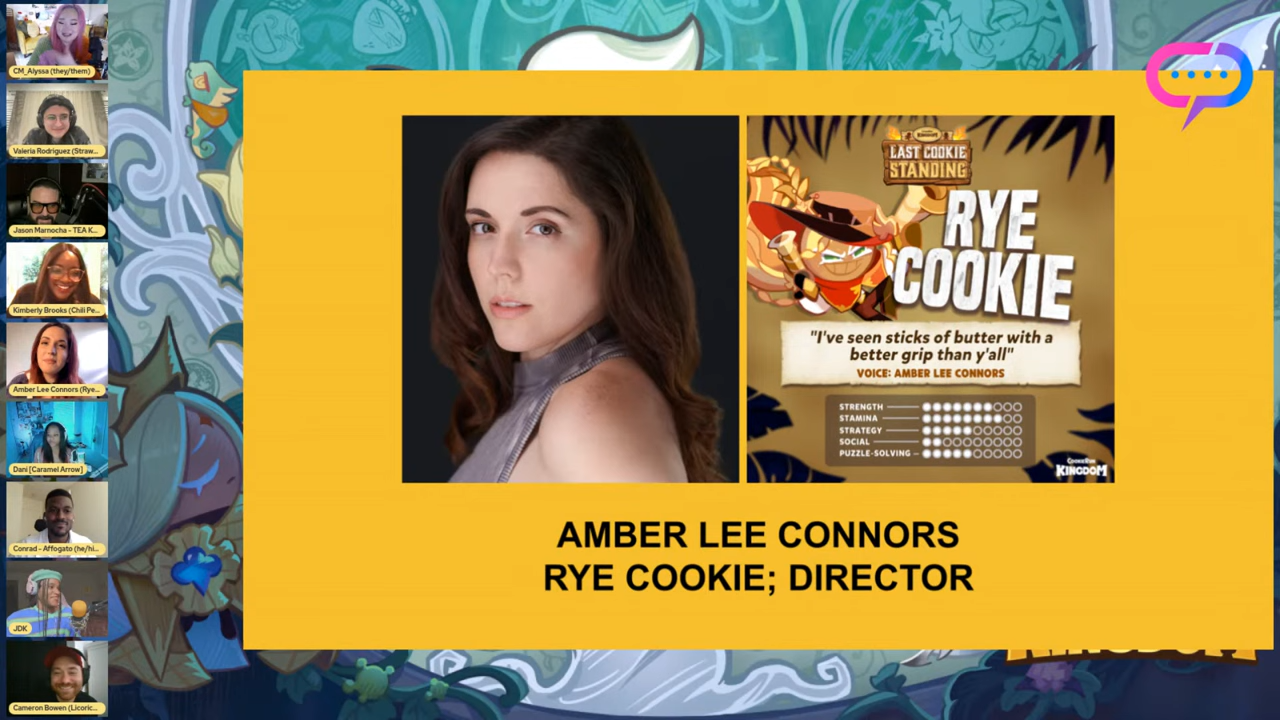 CM_Alyssa (they/them)
Valeria Rodriguez (Straw...
Jason Marnocha - TEA K...
Kimberly Brooks (Chili Pe...
Amber Lee Connors (Rye...
Dani [Caramel Arrow]
Conrad - Affogato (he/hi...
JDK
Cameron Bowen (Licoric...
KINGDOM
LAST COOKIE
STANDING
RYE
COOKIE
"I've seen sticks of butter with a
better grip than y'all"
VOICE: AMBER LEE CONNORS
STRENGTH
STAMINA
STRATEGY
SOCIAL
PUZZLE-SOLVING
CookieRun
KINGDOM
AMBER LEE CONNORS
RYE COOKIE; DIRECTOR
KINGDOM